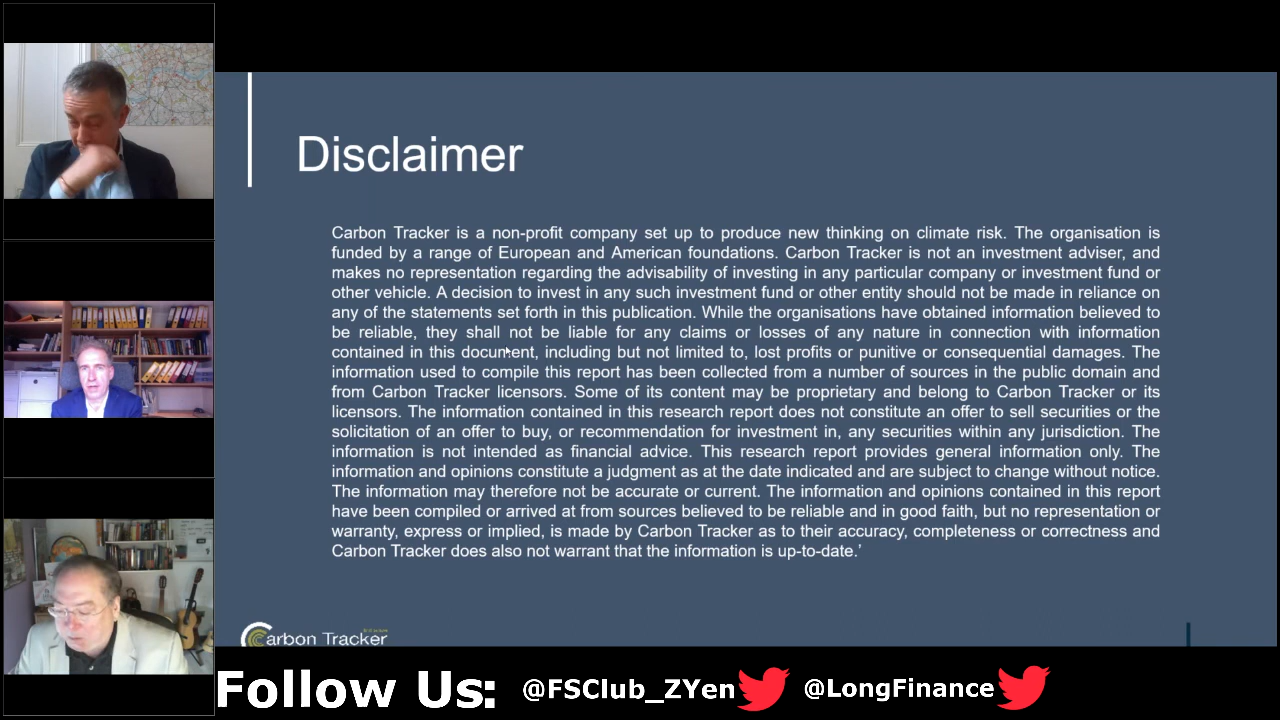 Disclaimer
Carbon Tracker is a non-profit company set up to produce new thinking on climate risk. The organisation is
funded by a range of European and American foundations. Carbon Tracker is not an investment adviser, and
makes no representation regarding the advisability of investing in any particular company or investment fund or
other vehicle. A decision to invest in any such investment fund or other entity should not be made in reliance on
any of the statements set forth in this publication. While the organisations have obtained information believed to
be reliable, they shall not be liable for any claims or losses of any nature in connection with information
contained in this document, including but not limited to, lost profits or punitive or consequential damages. The
information used to compile this report has been collected from a number of sources in the public domain and
from Carbon Tracker licensors. Some of its content may be proprietary and belong to Carbon Tracker or its
licensors. The information contained in this research report does not constitute an offer to sell securities or the
solicitation of an offer to buy, or recommendation for investment in, any securities within any jurisdiction. The
information is not intended as financial advice. This research report provides general information only. The
information and opinions constitute a judgment as at the date indicated and are subject to change without notice.
The information may therefore not be accurate or current. The information and opinions contained in this report
have been compiled or arrived at from sources believed to be reliable and in good faith, but no representation or
warranty, express or implied, is made by Carbon Tracker as to their accuracy, completeness or correctness and
Carbon Tracker does also not warrant that the information is up-to-date.’
Carbon Tracker
Follow Us: @FSClub_ZYen @LongFinance